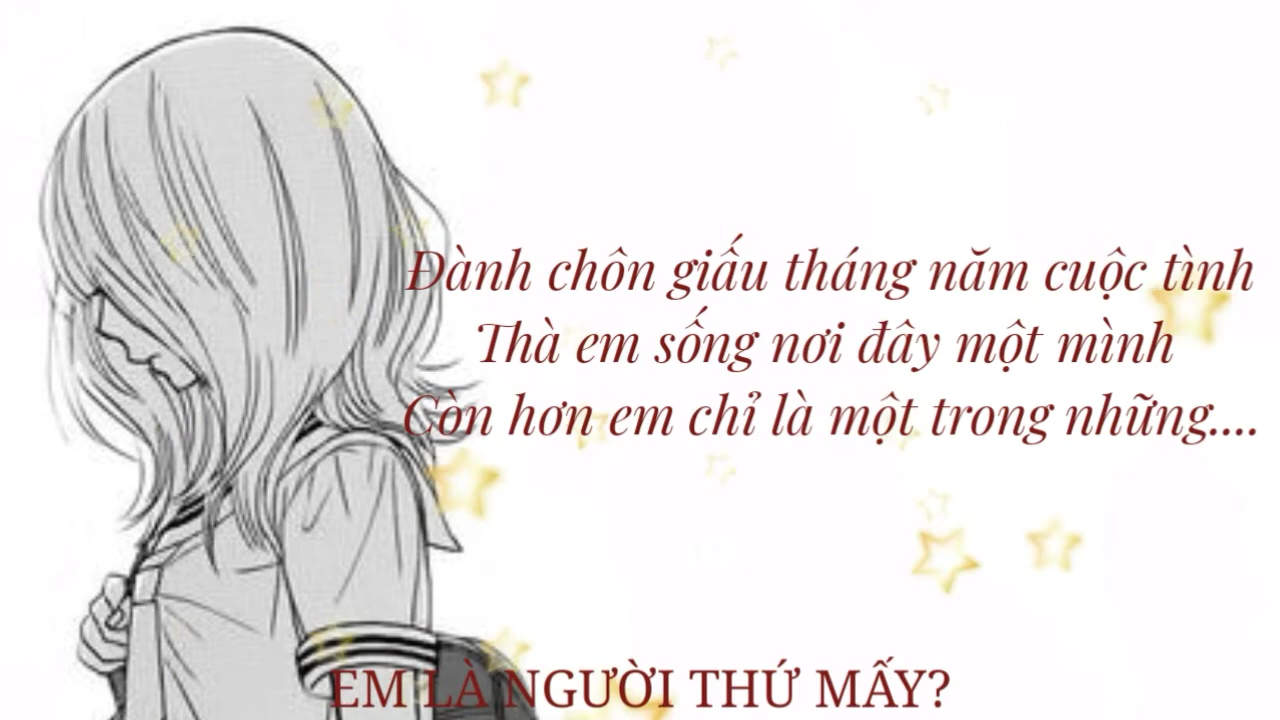 Đành chôn giấu tháng năm cuộc tình
Thà em sống nơi đây một mình
Còn hơn em chỉ là một trong những....
EM LÀ NGƯỜI THỨ MẤY?